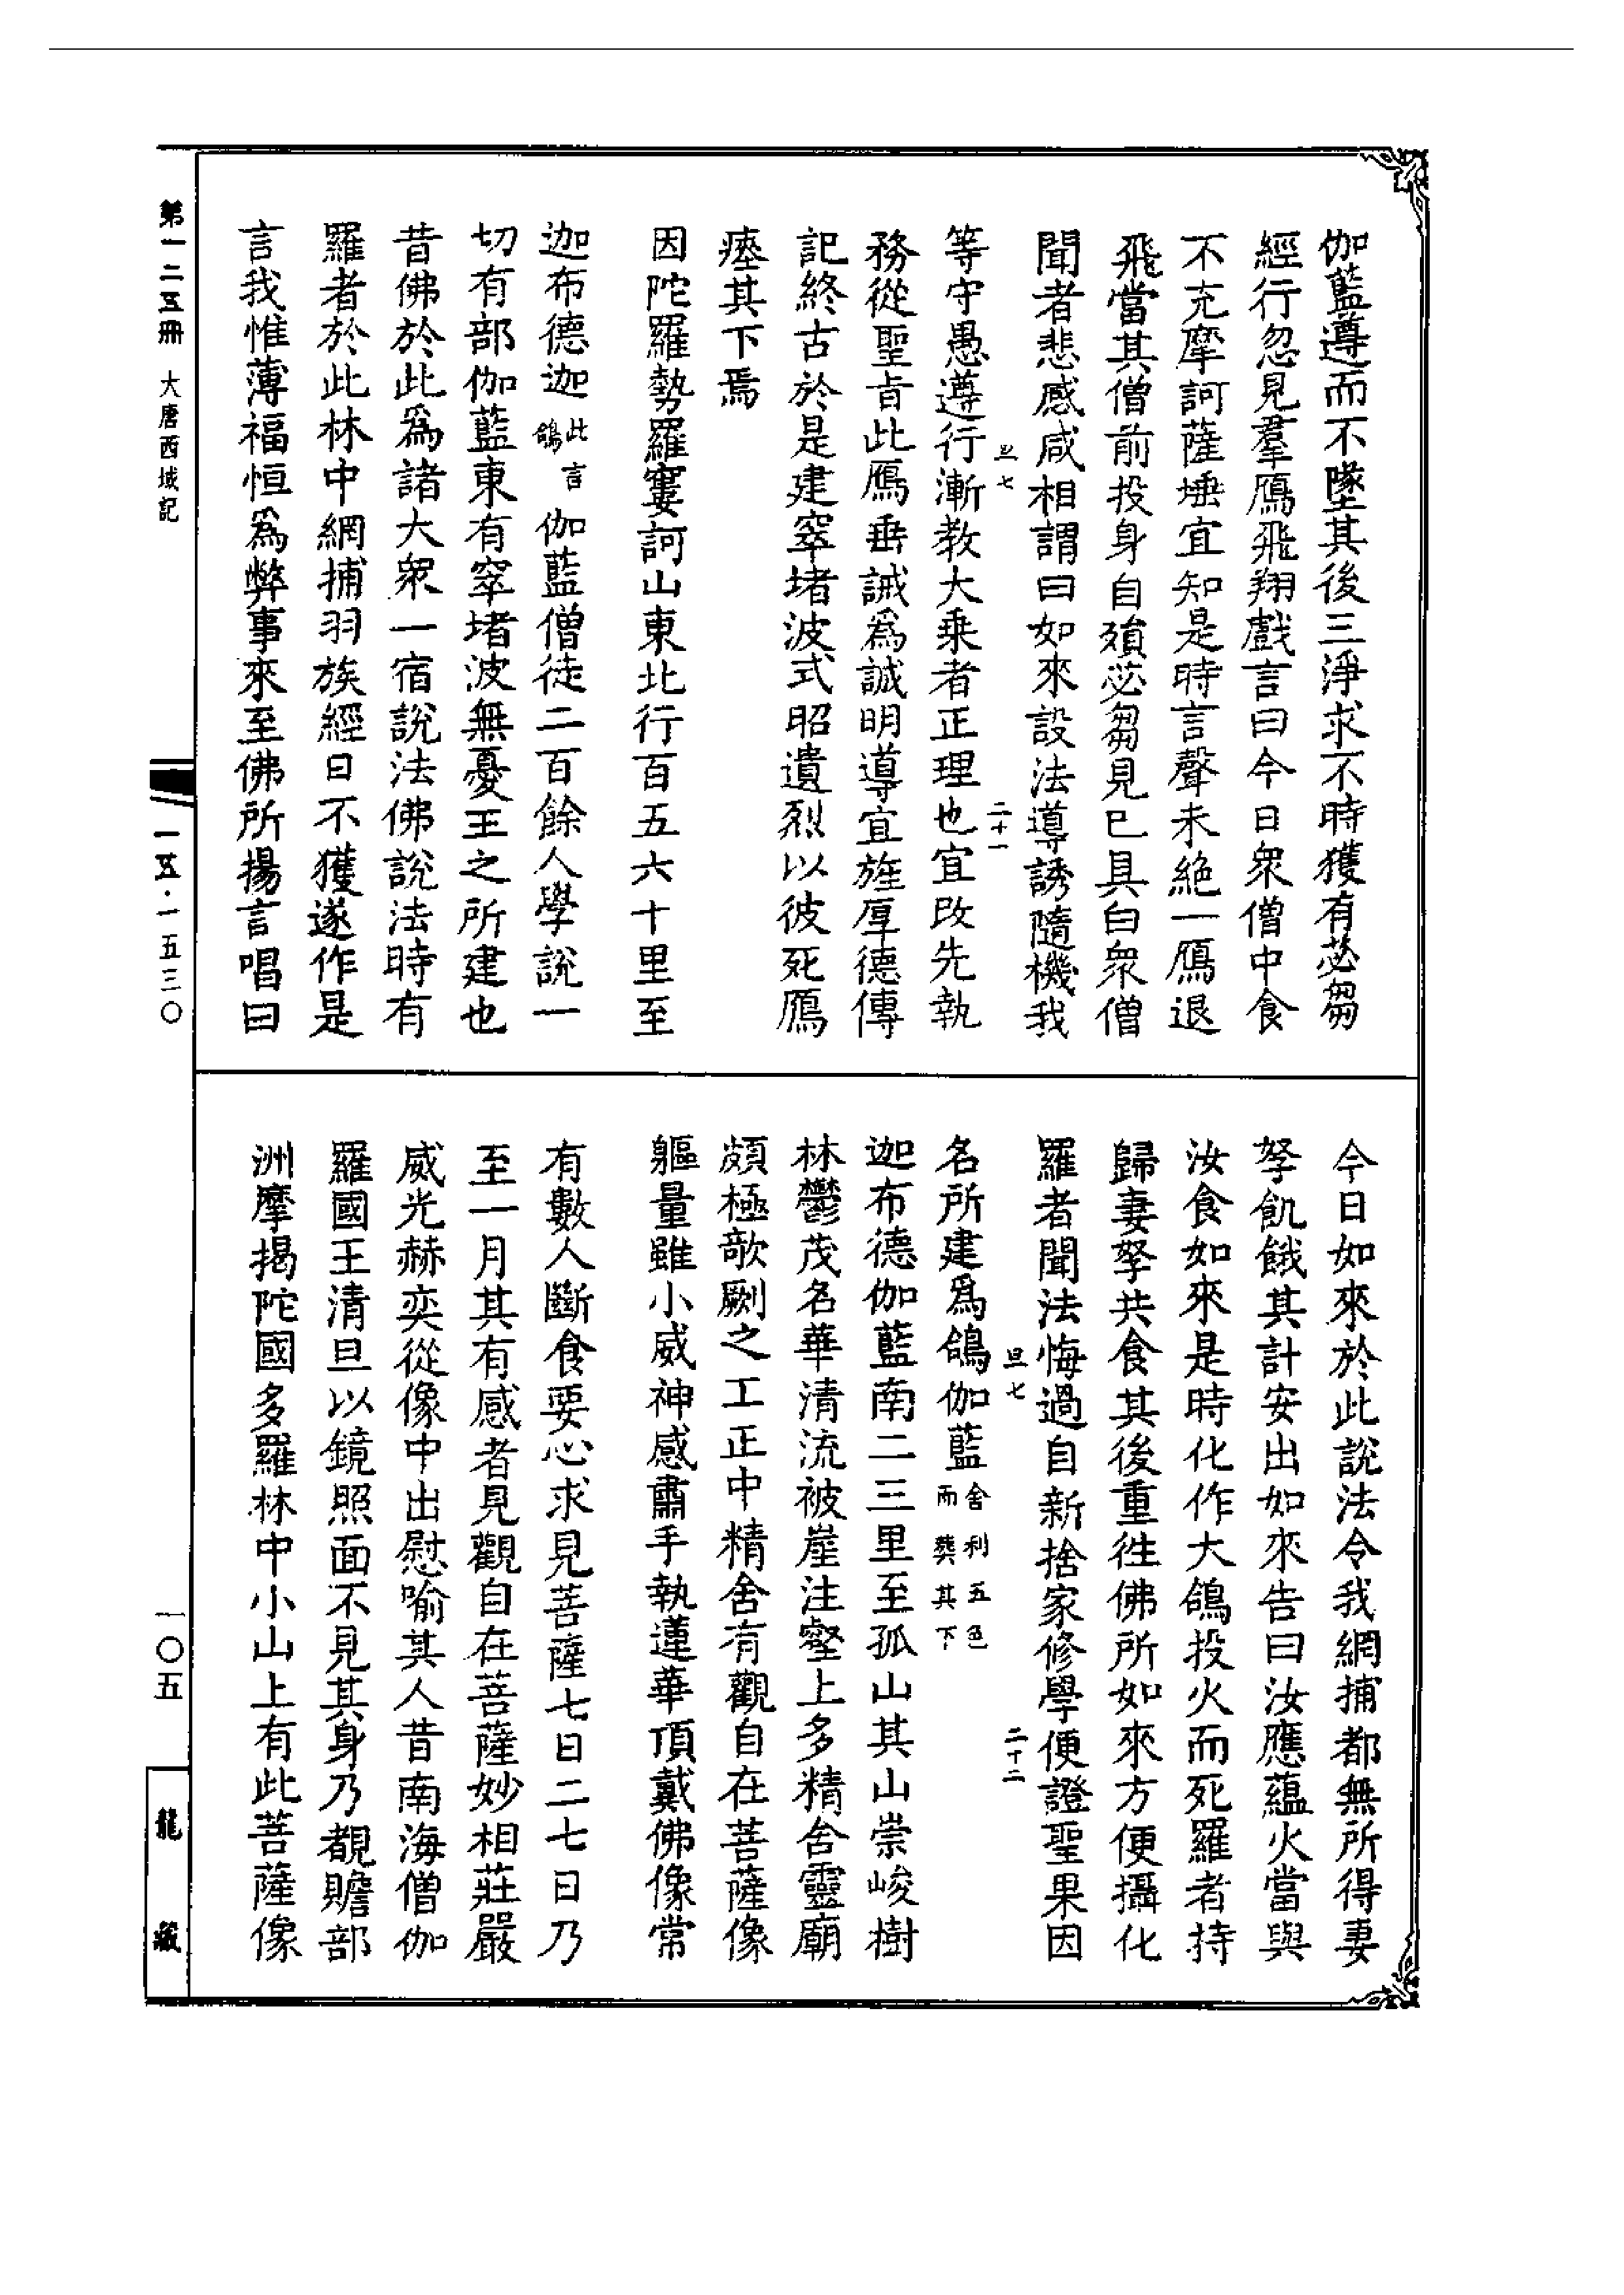 伽藍遵而不墜其後三淨求不時獲有苾芻
經行忽見羣鴈飛翔戲言曰今日衆僧中食
不充摩訶薩埵宜知是時言聲未絶一鴈退
飛當其僧前投身自殞苾芻見已具白衆僧
聞者悲感咸相謂曰如來設法導誘隨機我
旦七
二十一
等守愚遵行漸教大乗者正理也宜改先執
務從聖旨此鴈垂誡爲誠明導宜旌厚德傳
記終古於是建窣堵波式昭遺烈以彼死鴈
瘞其下焉
因陀羅勢羅窶訶山東北行百五六十里至
迦布德迦此言鴿伽藍僧徒二百餘人學說一
切有部伽藍東有窣堵波無憂王之所建也
昔佛於此爲諸大衆一宿說法佛說法時有
羅者於此林中網捕羽族經日不獲遂作是
言我惟薄福恒爲弊事來至佛所揚言唱曰
今日如來於此說法令我網捕都無所得妻
孥飢餓其計安出如來告曰汝應藴火當與
汝食如來是時化作大鴿投火而死羅者持
歸妻孥共食其後重徃佛所如來方便攝化
羅者聞法悔過自新捨家修學便證聖果因
旦七
二十二
名所建爲鴿伽藍舍利五色而葬其下
迦布德伽藍南二三里至孤山其山崇峻樹
林鬱茂名華清流被崖注壑上多精舍靈廟
頗極剞劂之工正中精舍有觀自在菩薩像
軀量雖小威神感肅手執蓮華頂戴佛像常
有數人斷食要心求見菩薩七日二七日乃
至一月其有感者見觀自在菩薩妙相莊嚴
威光赫奕從像中出慰喻其人昔南海僧伽
羅國王清旦以鏡照面不見其身乃覩贍部
洲摩揭陀國多羅林中小山上有此菩薩像
第一二五冊 大唐西域記
一五·一五三〇
一〇五
龍藏